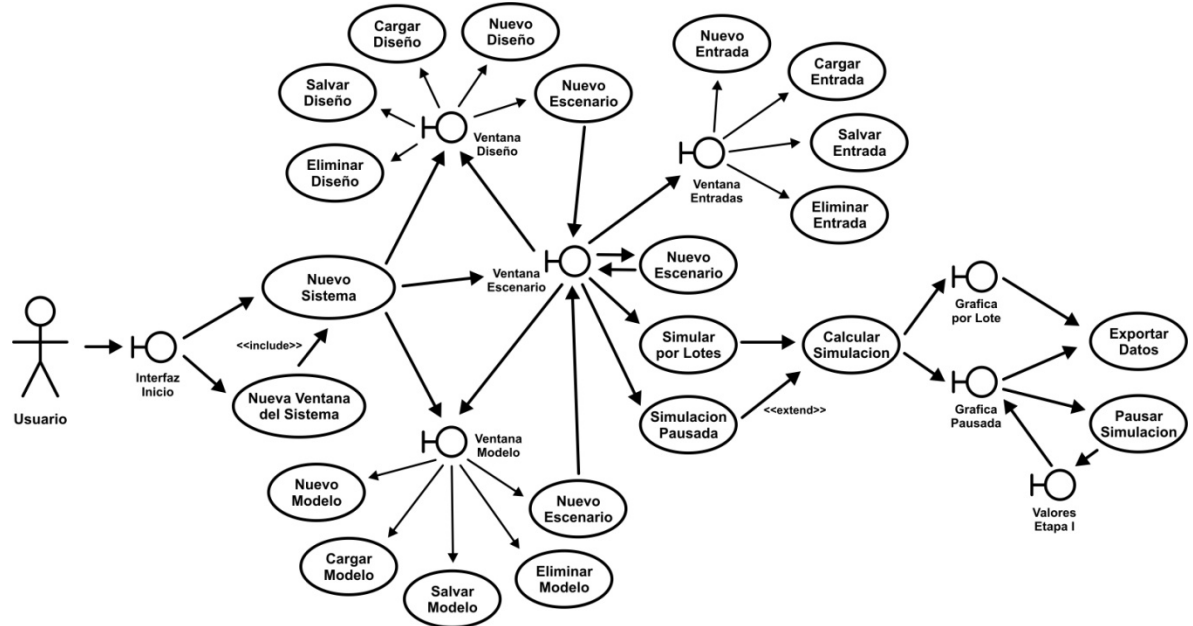 Cargar
Diseño
Nuevo
Diseño
Salvar
Diseño
Nuevo
Escenario
Ventana
Diseño
Eliminar
Diseño
Nuevo
Entrada
Cargar
Entrada
Salvar
Entrada
Ventana
Entradas
Eliminar
Entrada
Nuevo
Sistema
Ventana
Escenario
Nuevo
Escenario
Usuario
Interfaz
Inicio
<<include>>
Nueva Ventana
del Sistema
Simular
por Lotes
Calcular
Simulacion
Grafica
por Lote
Exportar
Datos
Simulacion
Pausada
<<extend>>
Grafica
Pausada
Pausar
Simulacion
Valores
Etapa I
Ventana
Modelo
Nuevo
Modelo
Nuevo
Escenario
Cargar
Modelo
Salvar
Modelo
Eliminar
Modelo